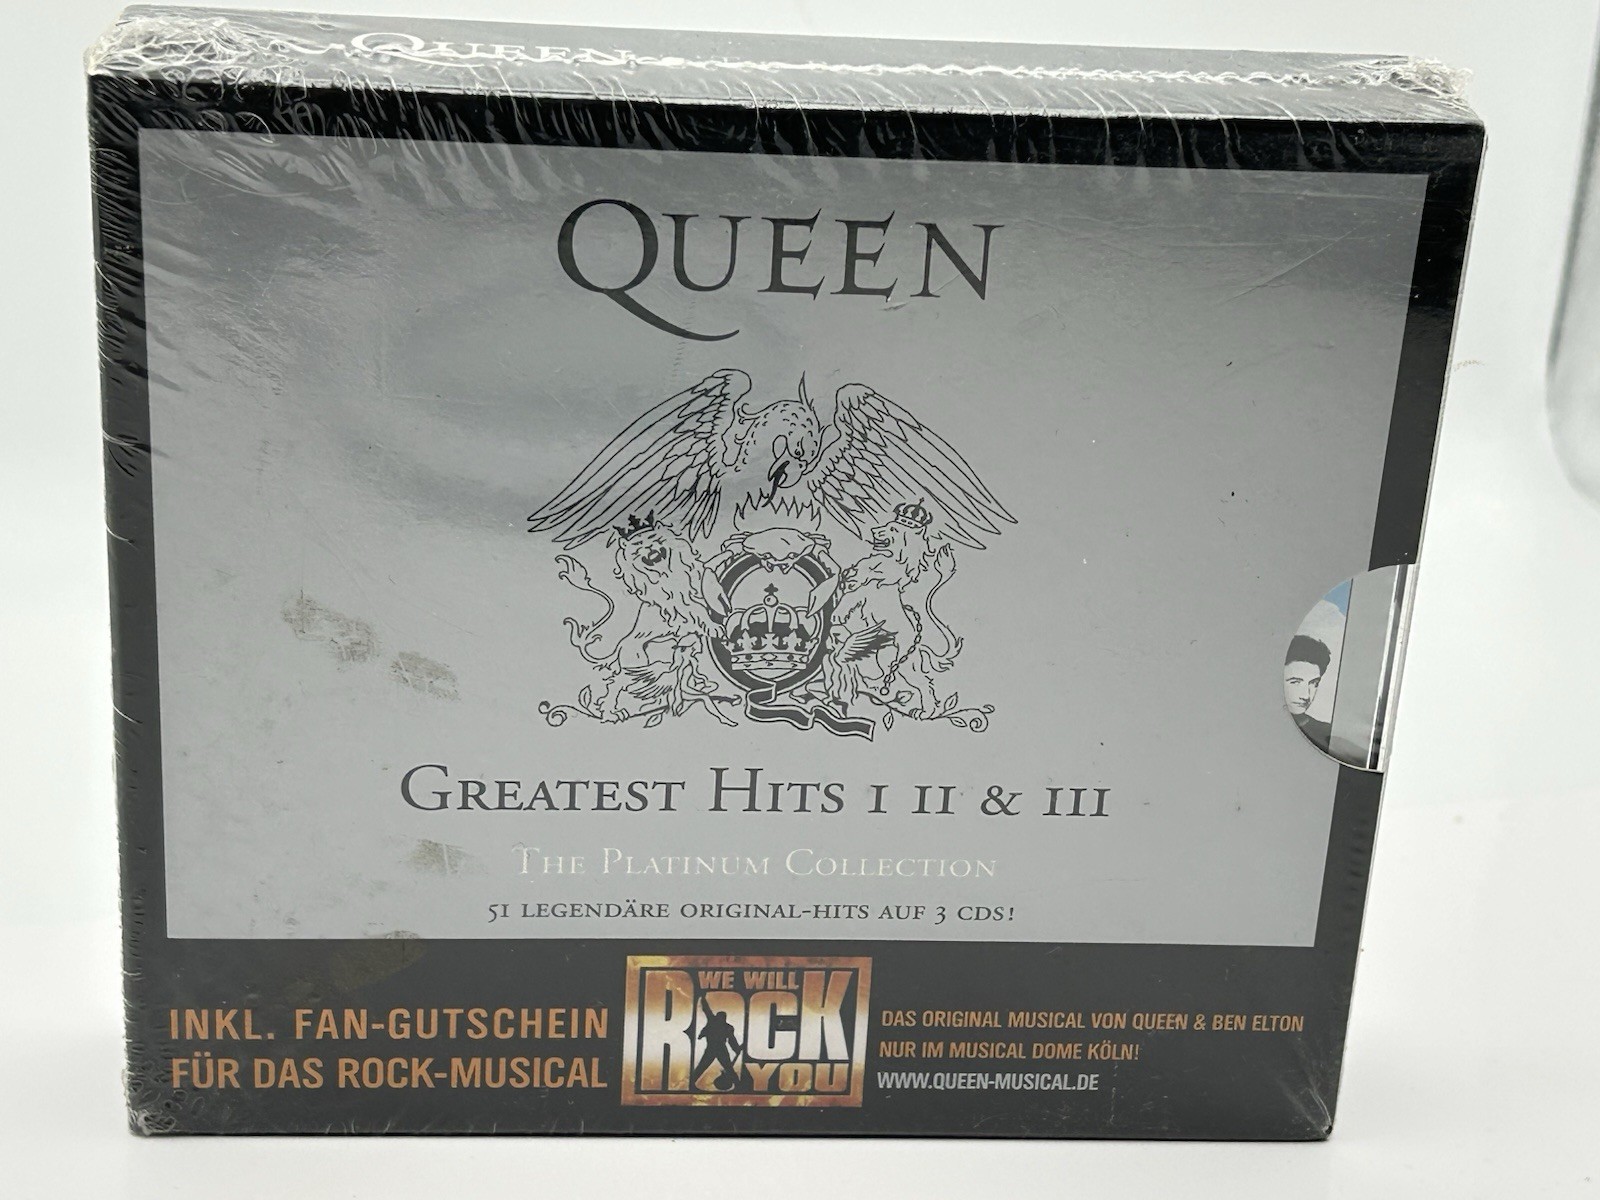 QUEEN
QUEEN
GREATEST HITS I II & III
THE PLATINUM COLLECTION
51 LEGENDÄRE ORIGINAL-HITS AUF 3 CDS!
INKL. FAN-GUTSCHEIN
FÜR DAS ROCK-MUSICAL
WE WILL
ROCK
YOU
DAS ORIGINAL MUSICAL VON QUEEN & BEN ELTON
NUR IM MUSICAL DOME KÖLN!
WWW.QUEEN-MUSICAL.DE